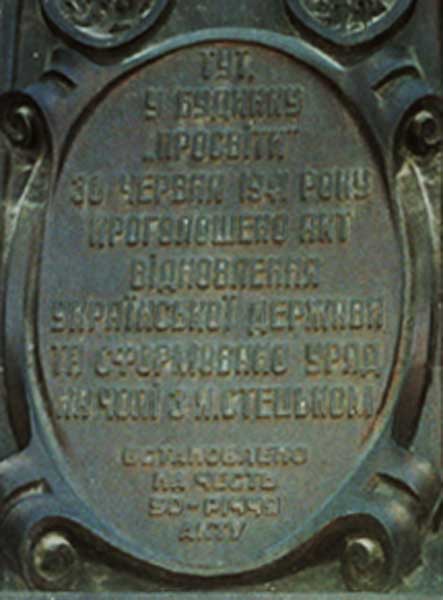 ТУТ,
У БУДИНКУ
„ПРОСВІТИ"
30 ЧЕРВНЯ 1941 РОКУ
ПРОГОЛОШЕНО АКТ
ВІДНОВЛЕННЯ
УКРАЇНСЬКОЇ ДЕРЖАВИ
ТА СФОРМОВАНО УРЯД
НА ЧОЛІ З Я.СТЕЦЬКОМ
ВСТАНОВЛЕНО
НА ЧЕСТЬ
50-РІЧЧЯ
АКТУ